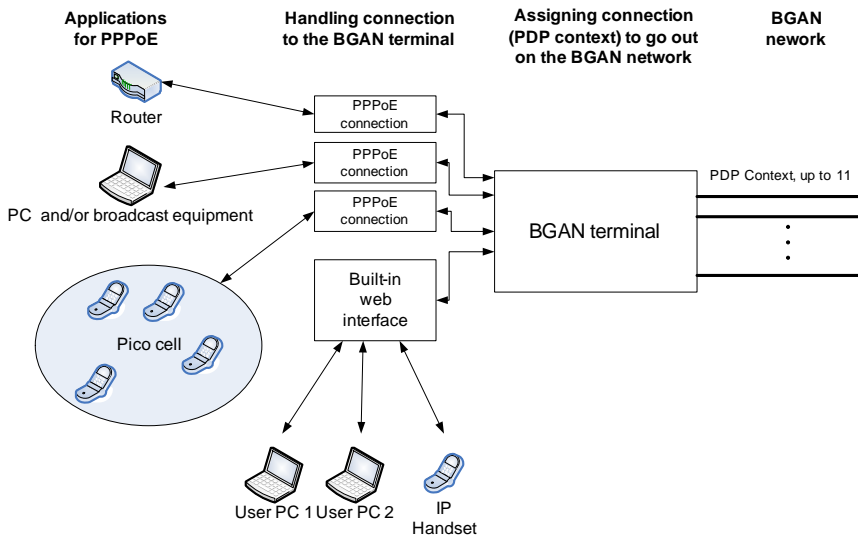 Applications
for PPPoE
Handling connection
to the BGAN terminal
Assigning connection
(PDP context) to go out
on the BGAN network
BGAN
nework
Router
PPPoE
connection
PPPoE
connection
PPPoE
connection
PC and/or broadcast equipment
BGAN terminal
PDP Context, up to 11
Pico cell
Built-in
web
interface
User PC 1
User PC 2
IP
Handset